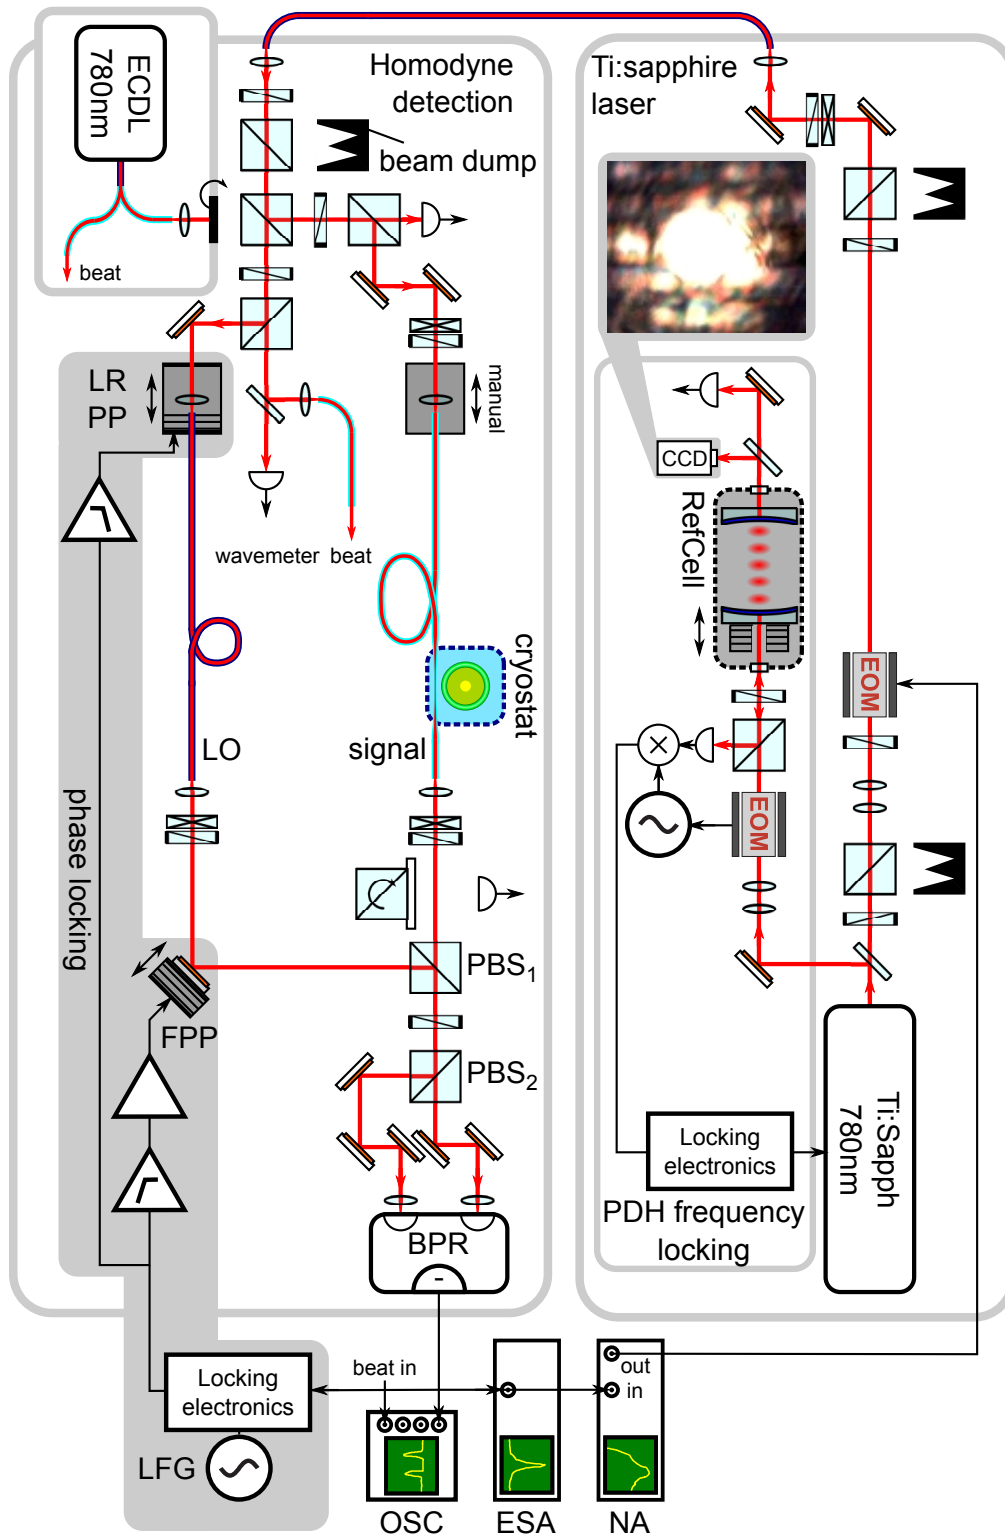 ECDL
780nm
beat
Homodyne
detection
beam dump
Ti:sapphire
laser
LR
PP
manual
CCD
RefCell
wavemeter beat
cryostat
LO
signal
EOM
EOM
phase locking
PBS1
FPP
PBS2
Ti:Sapph
780nm
Locking
electronics
PDH frequency
locking
BPR
-
beat in
out
in
Locking
electronics
LFG
OSC
ESA
NA